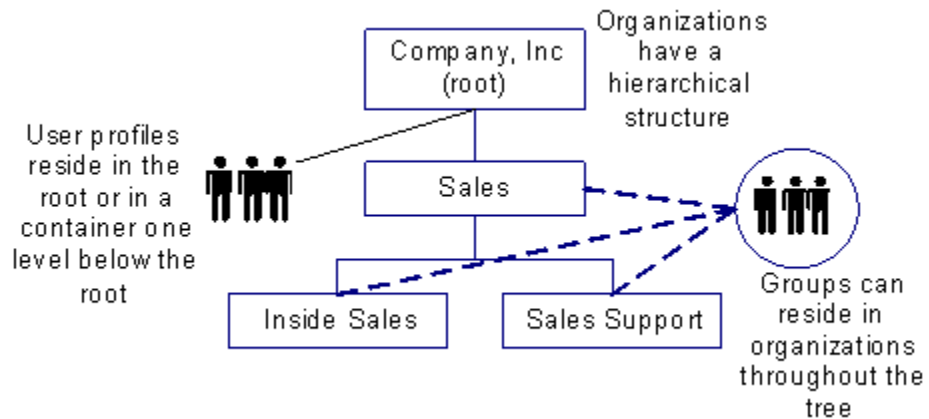 Company, Inc
(root)
Organizations
have a
hierarchical
structure
User profiles
reside in the
root or in a
container one
level below the
root
Sales
Inside Sales
Sales Support
Groups can
reside in
organizations
throughout the
tree